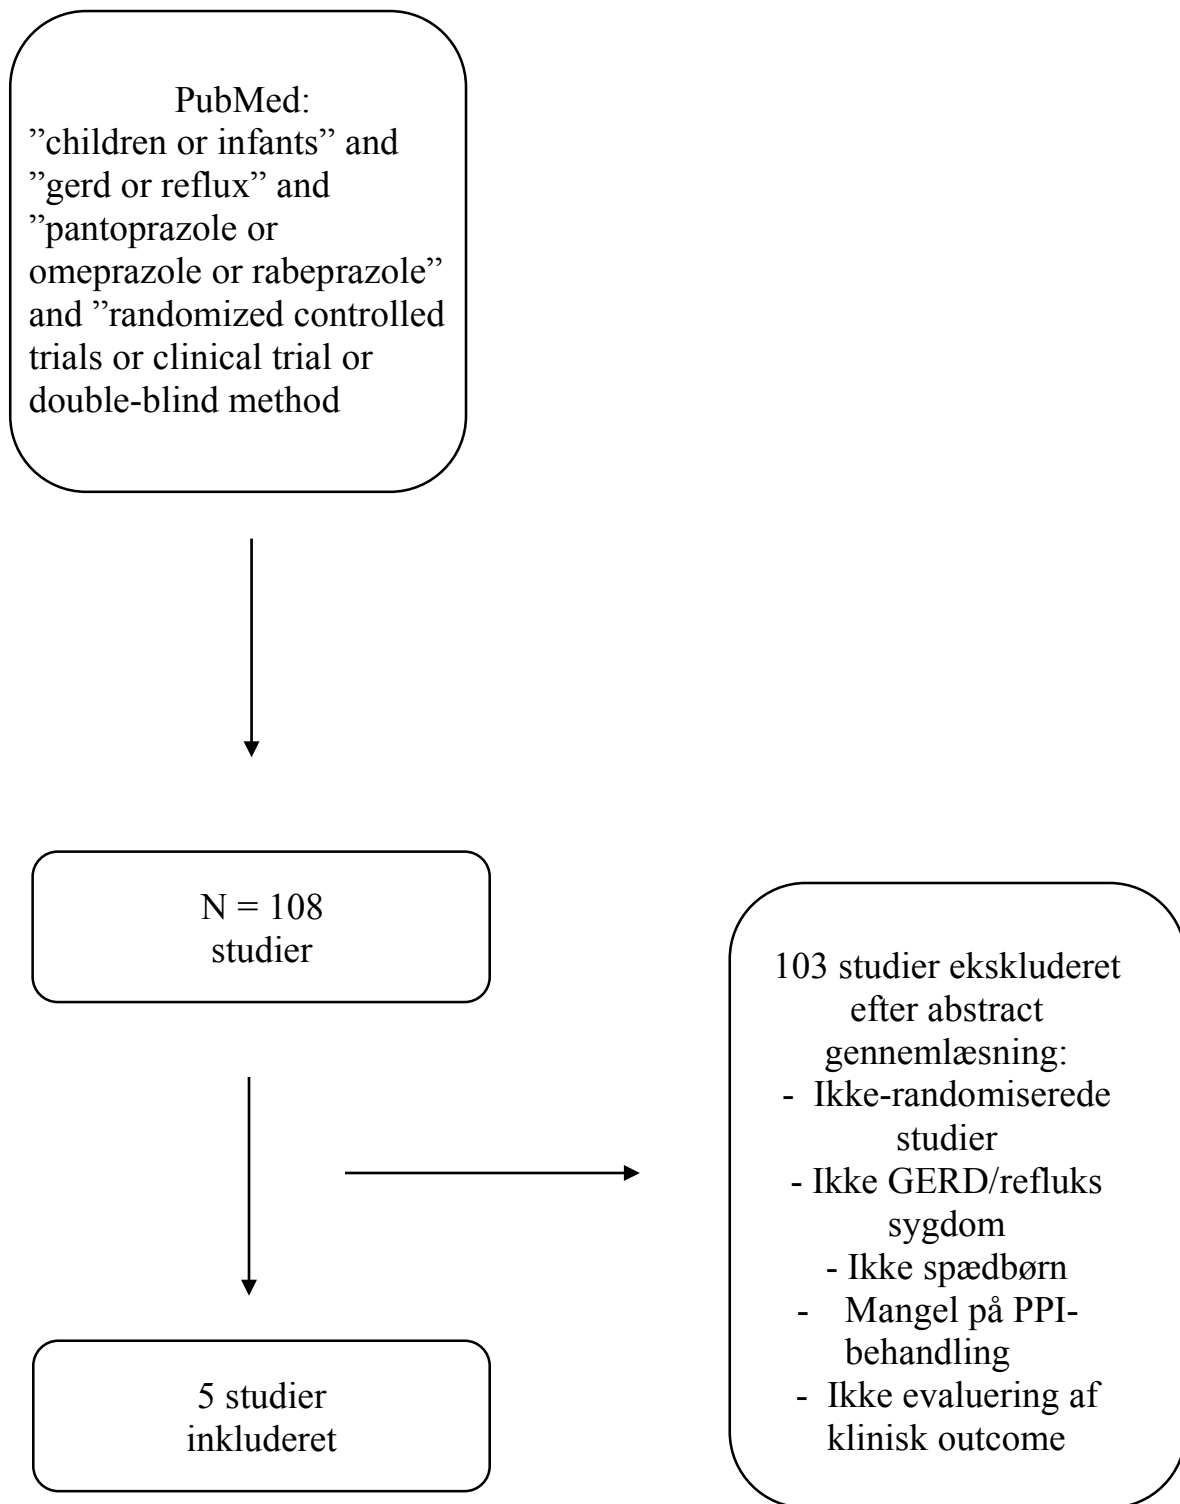 PubMed:
”children or infants” and
”gerd or reflux” and
”pantoprazole or
omeprazole or rabeprazole”
and ”randomized controlled
trials or clinical trial or
double-blind method
N = 108
studier
103 studier ekskluderet
efter abstract
gennemlæsning:
- Ikke-randomiserede
studier
- Ikke GERD/refluks
sygdom
- Ikke spædbørn
- Mangel på PPI-
behandling
- Ikke evaluering af
klinisk outcome
5 studier
inkluderet